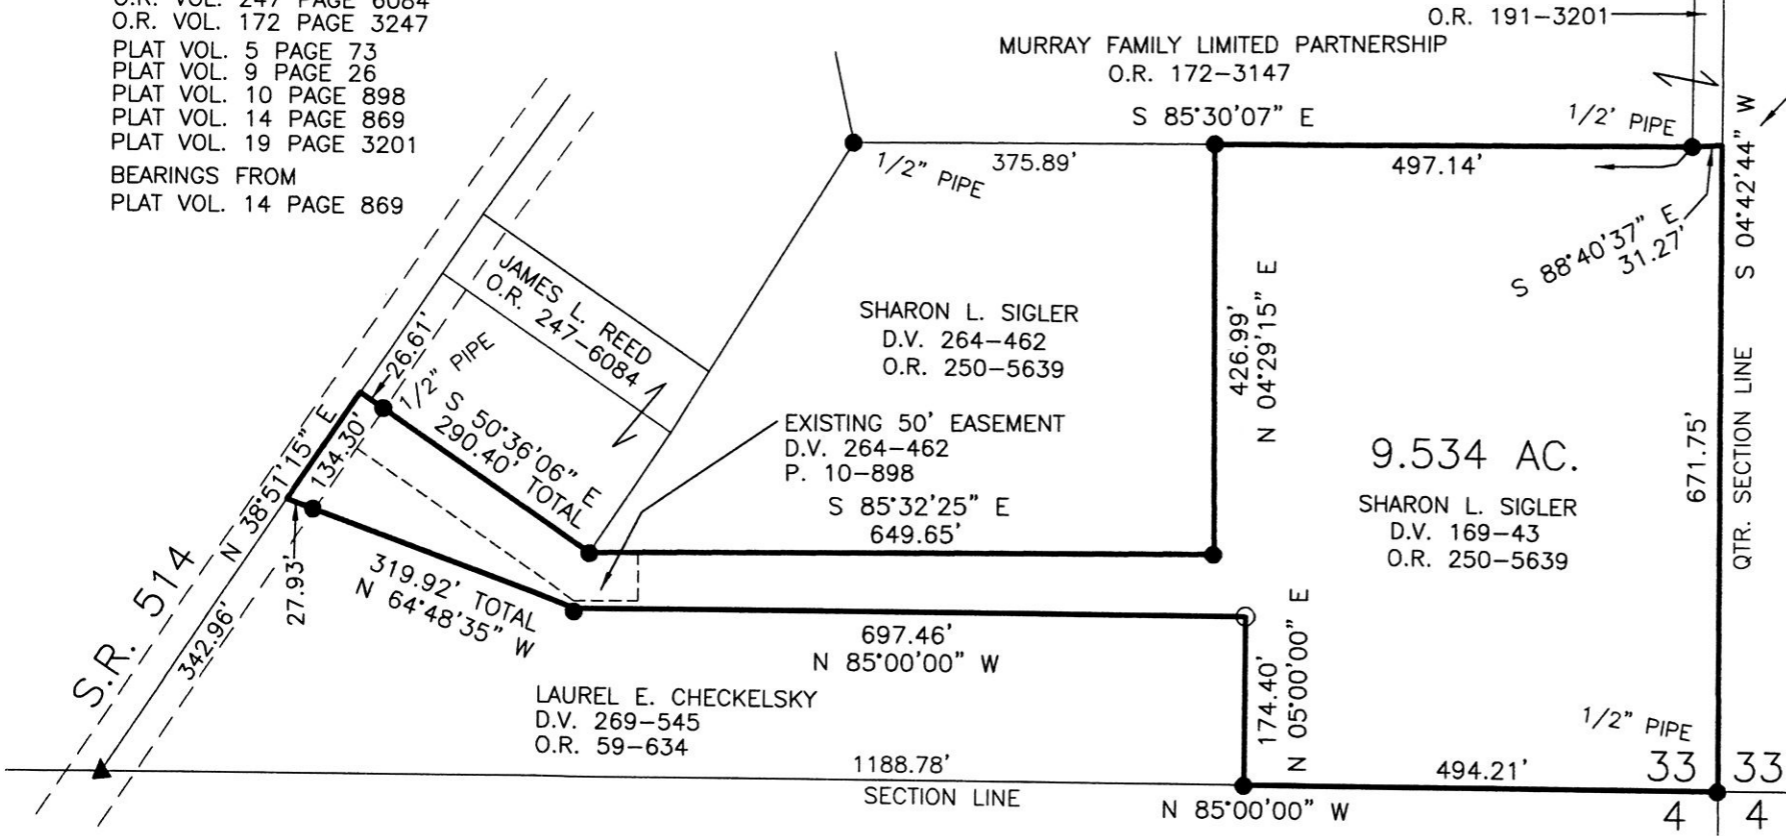 O.R. VOL. 247 PAGE 6084
O.R. VOL. 172 PAGE 3247
PLAT VOL. 5 PAGE 73
PLAT VOL. 9 PAGE 26
PLAT VOL. 10 PAGE 898
PLAT VOL. 14 PAGE 869
PLAT VOL. 19 PAGE 3201
BEARINGS FROM
PLAT VOL. 14 PAGE 869
O.R. 191-3201
MURRAY FAMILY LIMITED PARTNERSHIP
O.R. 172-3147
S 85°30'07" E
1/2' PIPE
1/2" PIPE
375.89'
497.14'
S 04°42'44" W
S 88°40'37" E
31.27'
JAMES L. REED
O.R. 247-6084
SHARON L. SIGLER
D.V. 264-462
O.R. 250-5639
426.99'
N 04°29'15" E
26.61'
1/2" PIPE
S 50°36'06" E
290.40' TOTAL
EXISTING 50' EASEMENT
D.V. 264-462
P. 10-898
S 85°32'25" E
649.65'
9.534 AC.
SHARON L. SIGLER
D.V. 169-43
O.R. 250-5639
671.75'
QTR. SECTION LINE
N 38°51'15" E
134.30'
S.R. 514
342.96'
27.93'
319.92' TOTAL
N 64°48'35" W
697.46'
N 85°00'00" W
174.40'
N 05°00'00" E
LAUREL E. CHECKELSKY
D.V. 269-545
O.R. 59-634
1188.78'
SECTION LINE
N 85°00'00" W
494.21'
1/2" PIPE
33 33
4 4